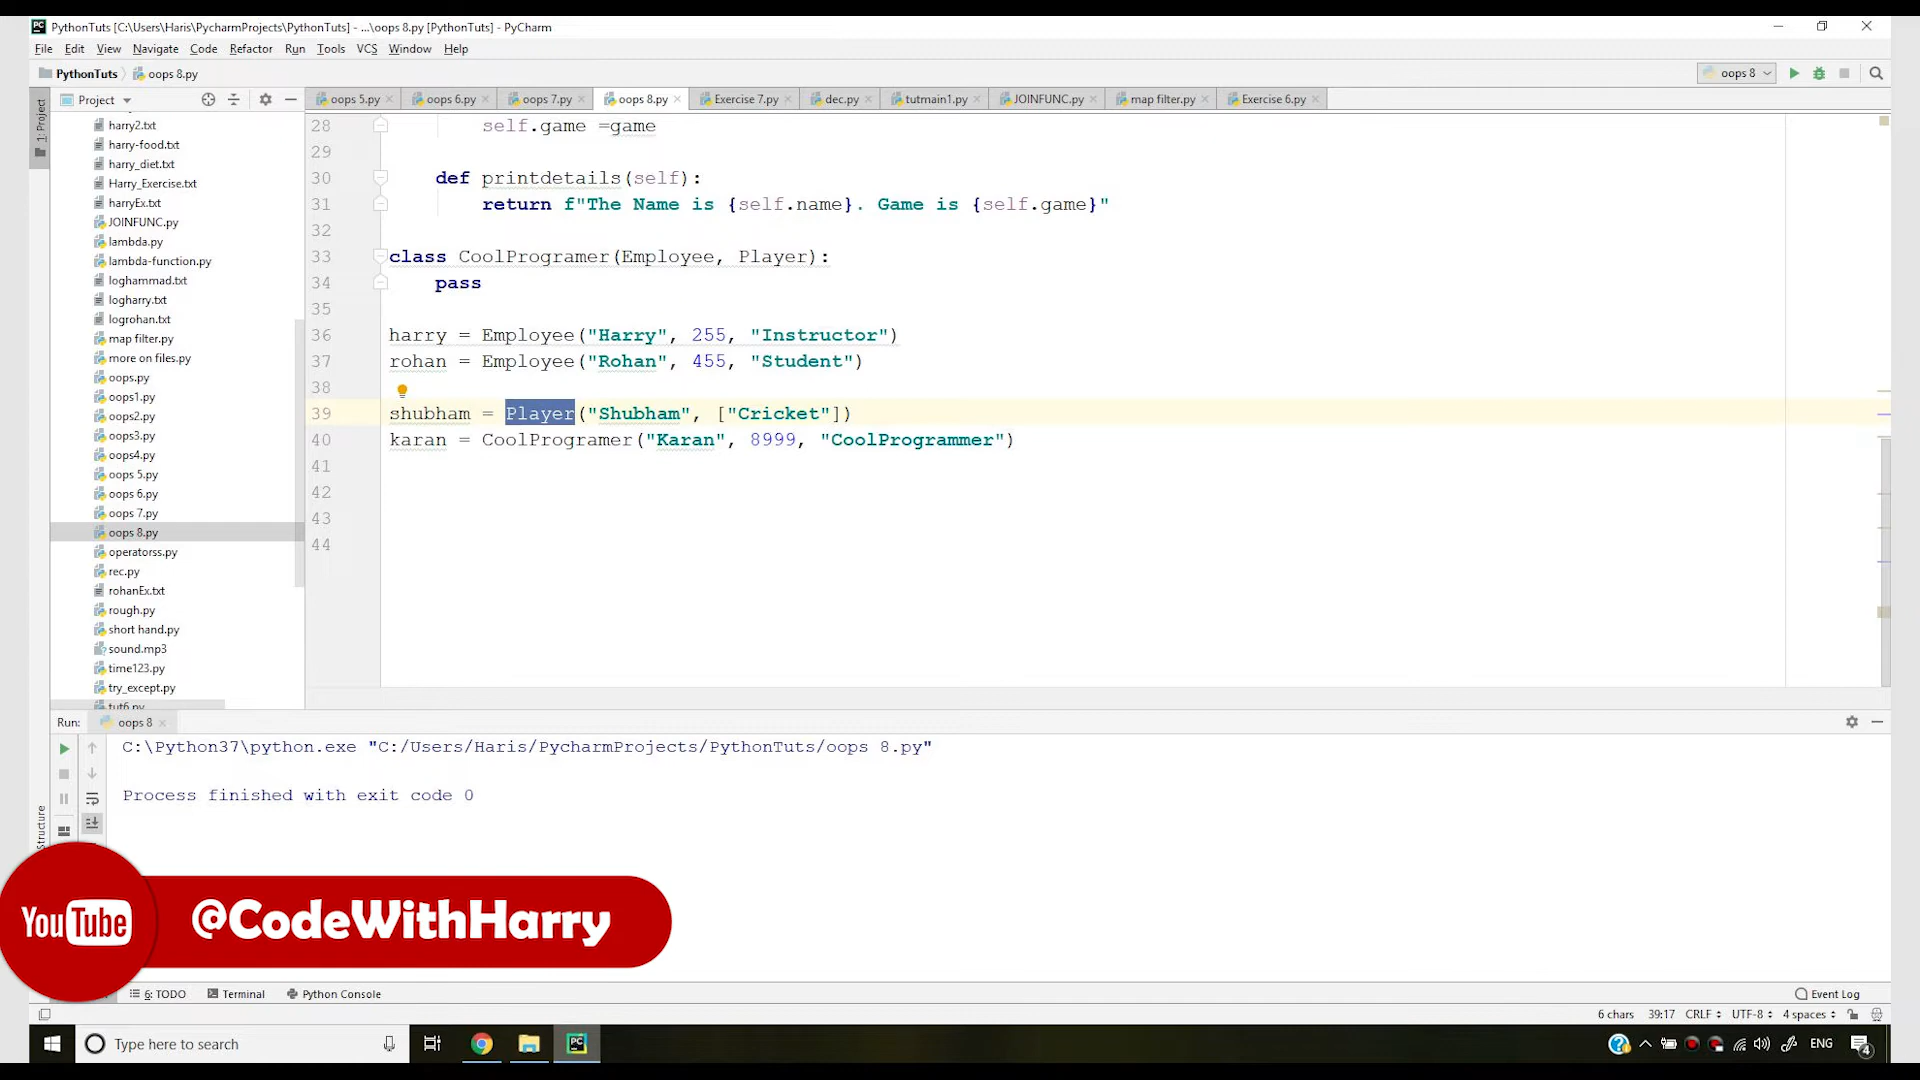 PythonTuts [C:\Users\Haris\PycharmProjects\PythonTuts] - ...\oops 8.py [PythonTuts] - PyCharm
File Edit View Navigate Code Refactor Run Tools VCS Window Help
PythonTuts oops 8.py
oops 8
Project
oops 5.py oops 6.py oops 7.py oops 8.py Exercise 7.py dec.py tutmain1.py JOINFUNC.py map filter.py Exercise 6.py
1: Project
harry2.txt
harry-food.txt
harry_diet.txt
Harry_Exercise.txt
harryEx.txt
JOINFUNC.py
lambda.py
lambda-function.py
loghammad.txt
logharry.txt
logrohan.txt
map filter.py
more on files.py
oops.py
oops1.py
oops2.py
oops3.py
oops4.py
oops 5.py
oops 6.py
oops 7.py
oops 8.py
operatorss.py
rec.py
rohanEx.txt
rough.py
short hand.py
sound.mp3
time123.py
try_except.py
tut6.py
28 self.game =game
29
30 def printdetails(self):
31 return f"The Name is {self.name}. Game is {self.game}"
32
33 class CoolProgramer(Employee, Player):
34 pass
35
36 harry = Employee("Harry", 255, "Instructor")
37 rohan = Employee("Rohan", 455, "Student")
38
39 shubham = Player("Shubham", ["Cricket"])
40 karan = CoolProgramer("Karan", 8999, "CoolProgrammer")
41
42
43
44
Run: oops 8
C:\Python37\python.exe "C:/Users/Haris/PycharmProjects/PythonTuts/oops 8.py"
Process finished with exit code 0
Structure
YouTube @CodeWithHarry
6: TODO Terminal Python Console Event Log
6 chars 39:17 CRLF UTF-8 4 spaces
Type here to search
ENG
4